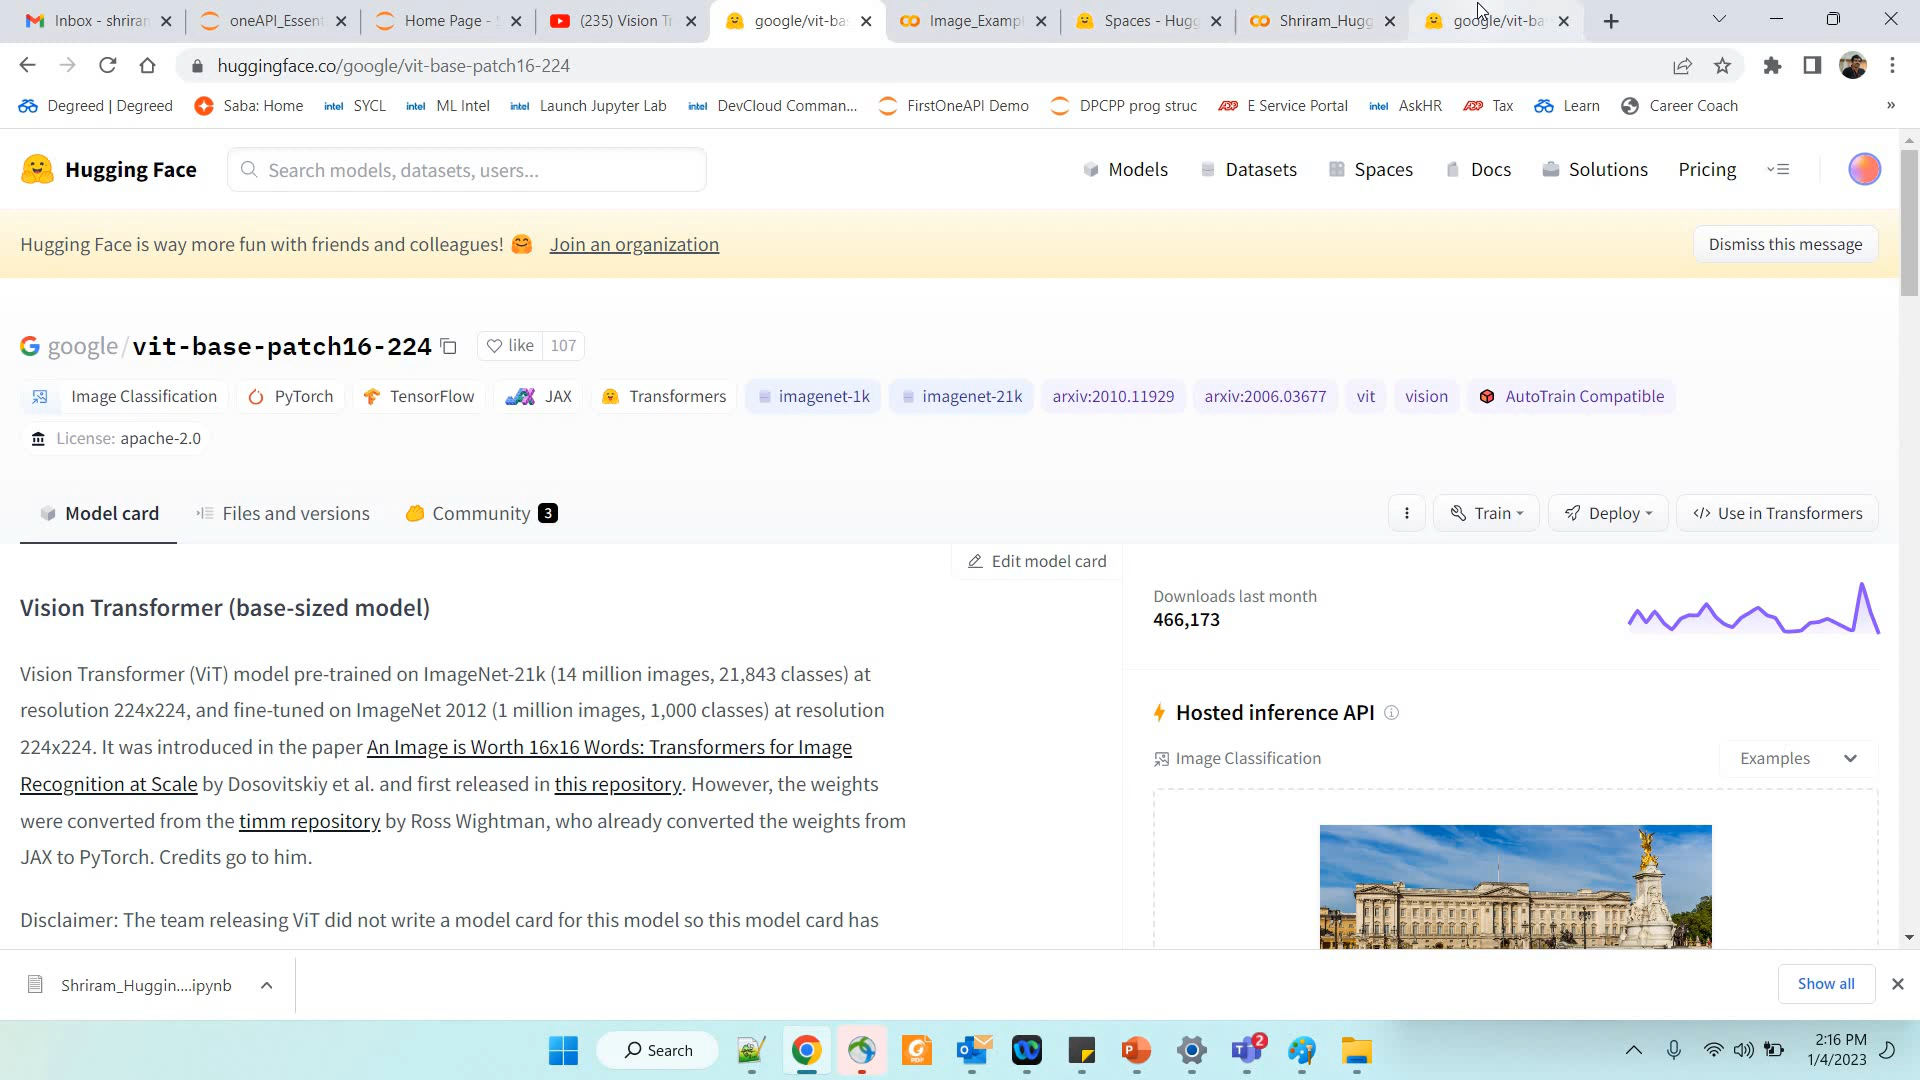 Inbox - shriram
oneAPI_Essent
Home Page -
(235) Vision Tr
google/vit-ba
Image_Exampl
Spaces - Hugg
Shriram_Hugg
google/vit-ba
huggingface.co/google/vit-base-patch16-224
Degreed | Degreed
Saba: Home
intel SYCL
intel ML Intel
intel Launch Jupyter Lab
intel DevCloud Comman...
FirstOneAPI Demo
DPCPP prog struc
E Service Portal
intel AskHR
Tax
Learn
Career Coach
»
Hugging Face
Search models, datasets, users...
Models
Datasets
Spaces
Docs
Solutions
Pricing
Hugging Face is way more fun with friends and colleagues! 🤗 Join an organization
Dismiss this message
google/vit-base-patch16-224
like 107
Image Classification
PyTorch
TensorFlow
JAX
Transformers
imagenet-1k
imagenet-21k
arxiv:2010.11929
arxiv:2006.03677
vit
vision
AutoTrain Compatible
License: apache-2.0
Model card
Files and versions
Community 3
Train
Deploy
</> Use in Transformers
Edit model card
Vision Transformer (base-sized model)
Vision Transformer (ViT) model pre-trained on ImageNet-21k (14 million images, 21,843 classes) at
resolution 224x224, and fine-tuned on ImageNet 2012 (1 million images, 1,000 classes) at resolution
224x224. It was introduced in the paper An Image is Worth 16x16 Words: Transformers for Image
Recognition at Scale by Dosovitskiy et al. and first released in this repository. However, the weights
were converted from the timm repository by Ross Wightman, who already converted the weights from
JAX to PyTorch. Credits go to him.
Disclaimer: The team releasing ViT did not write a model card for this model so this model card has
Downloads last month
466,173
Hosted inference API
Image Classification
Examples
Shriram_Huggin....ipynb
Show all
Search
2
2:16 PM
1/4/2023